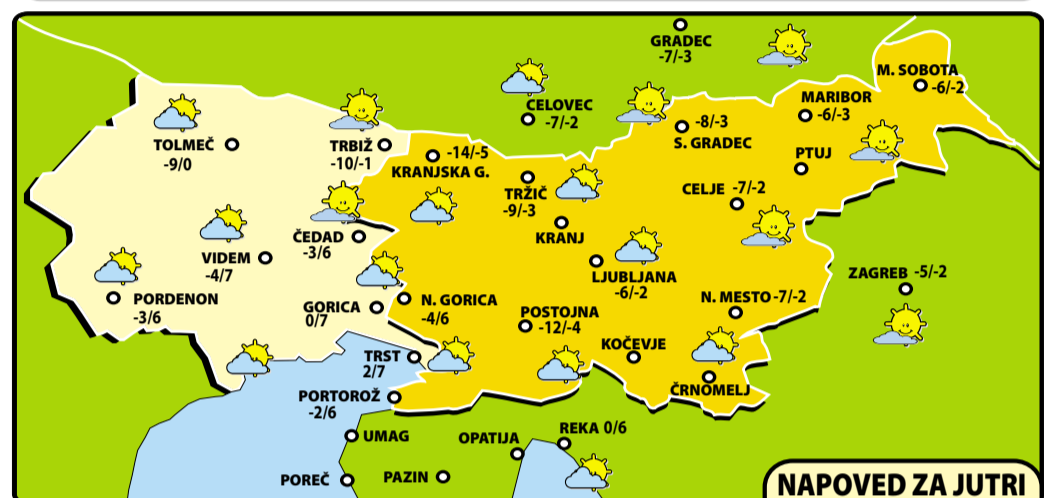 GRADEC
-7/-3
M. SOBOTA
-6/-2
CELOVEC
-7/-2
MARIBOR
-6/-3
-8/-3
S. GRADEC
TOLMEČ
-9/0
TRBIŽ
-10/-1
-14/-5
KRANJSKA G.
PTUJ
TRŽIČ
-9/-3
CELJE -7/-2
KRANJ
ČEDAD
-3/6
VIDEM
-4/7
LJUBLJANA
-6/-2
ZAGREB -5/-2
PORDENON
-3/6
GORICA
0/7
N. GORICA
-4/6
N. MESTO -7/-2
POSTOJNA
-12/-4
KOČEVJE
TRST
2/7
ČRNOMELJ
PORTOROŽ
-2/6
UMAG
OPATIJA
REKA 0/6
POREČ
PAZIN
NAPOVED ZA JUTRI